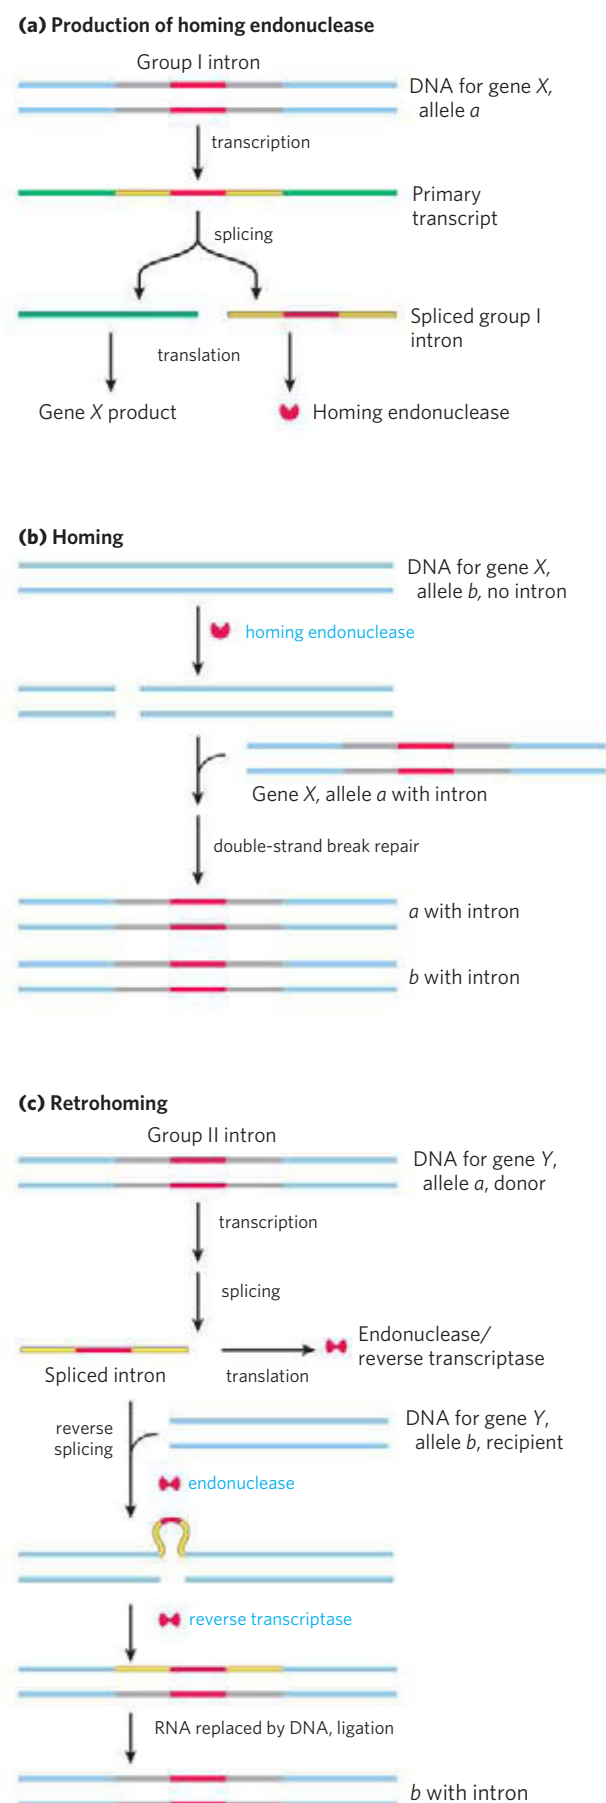 (a) Production of homing endonuclease
Group I intron
DNA for gene X,
allele a
transcription
Primary
transcript
splicing
Spliced group I
intron
translation
Gene X product
Homing endonuclease
(b) Homing
DNA for gene X,
allele b, no intron
homing endonuclease
Gene X, allele a with intron
double-strand break repair
a with intron
b with intron
(c) Retrohoming
Group II intron
DNA for gene Y,
allele a, donor
transcription
splicing
Endonuclease/
reverse transcriptase
Spliced intron
translation
DNA for gene Y,
allele b, recipient
reverse
splicing
endonuclease
reverse transcriptase
RNA replaced by DNA, ligation
b with intron